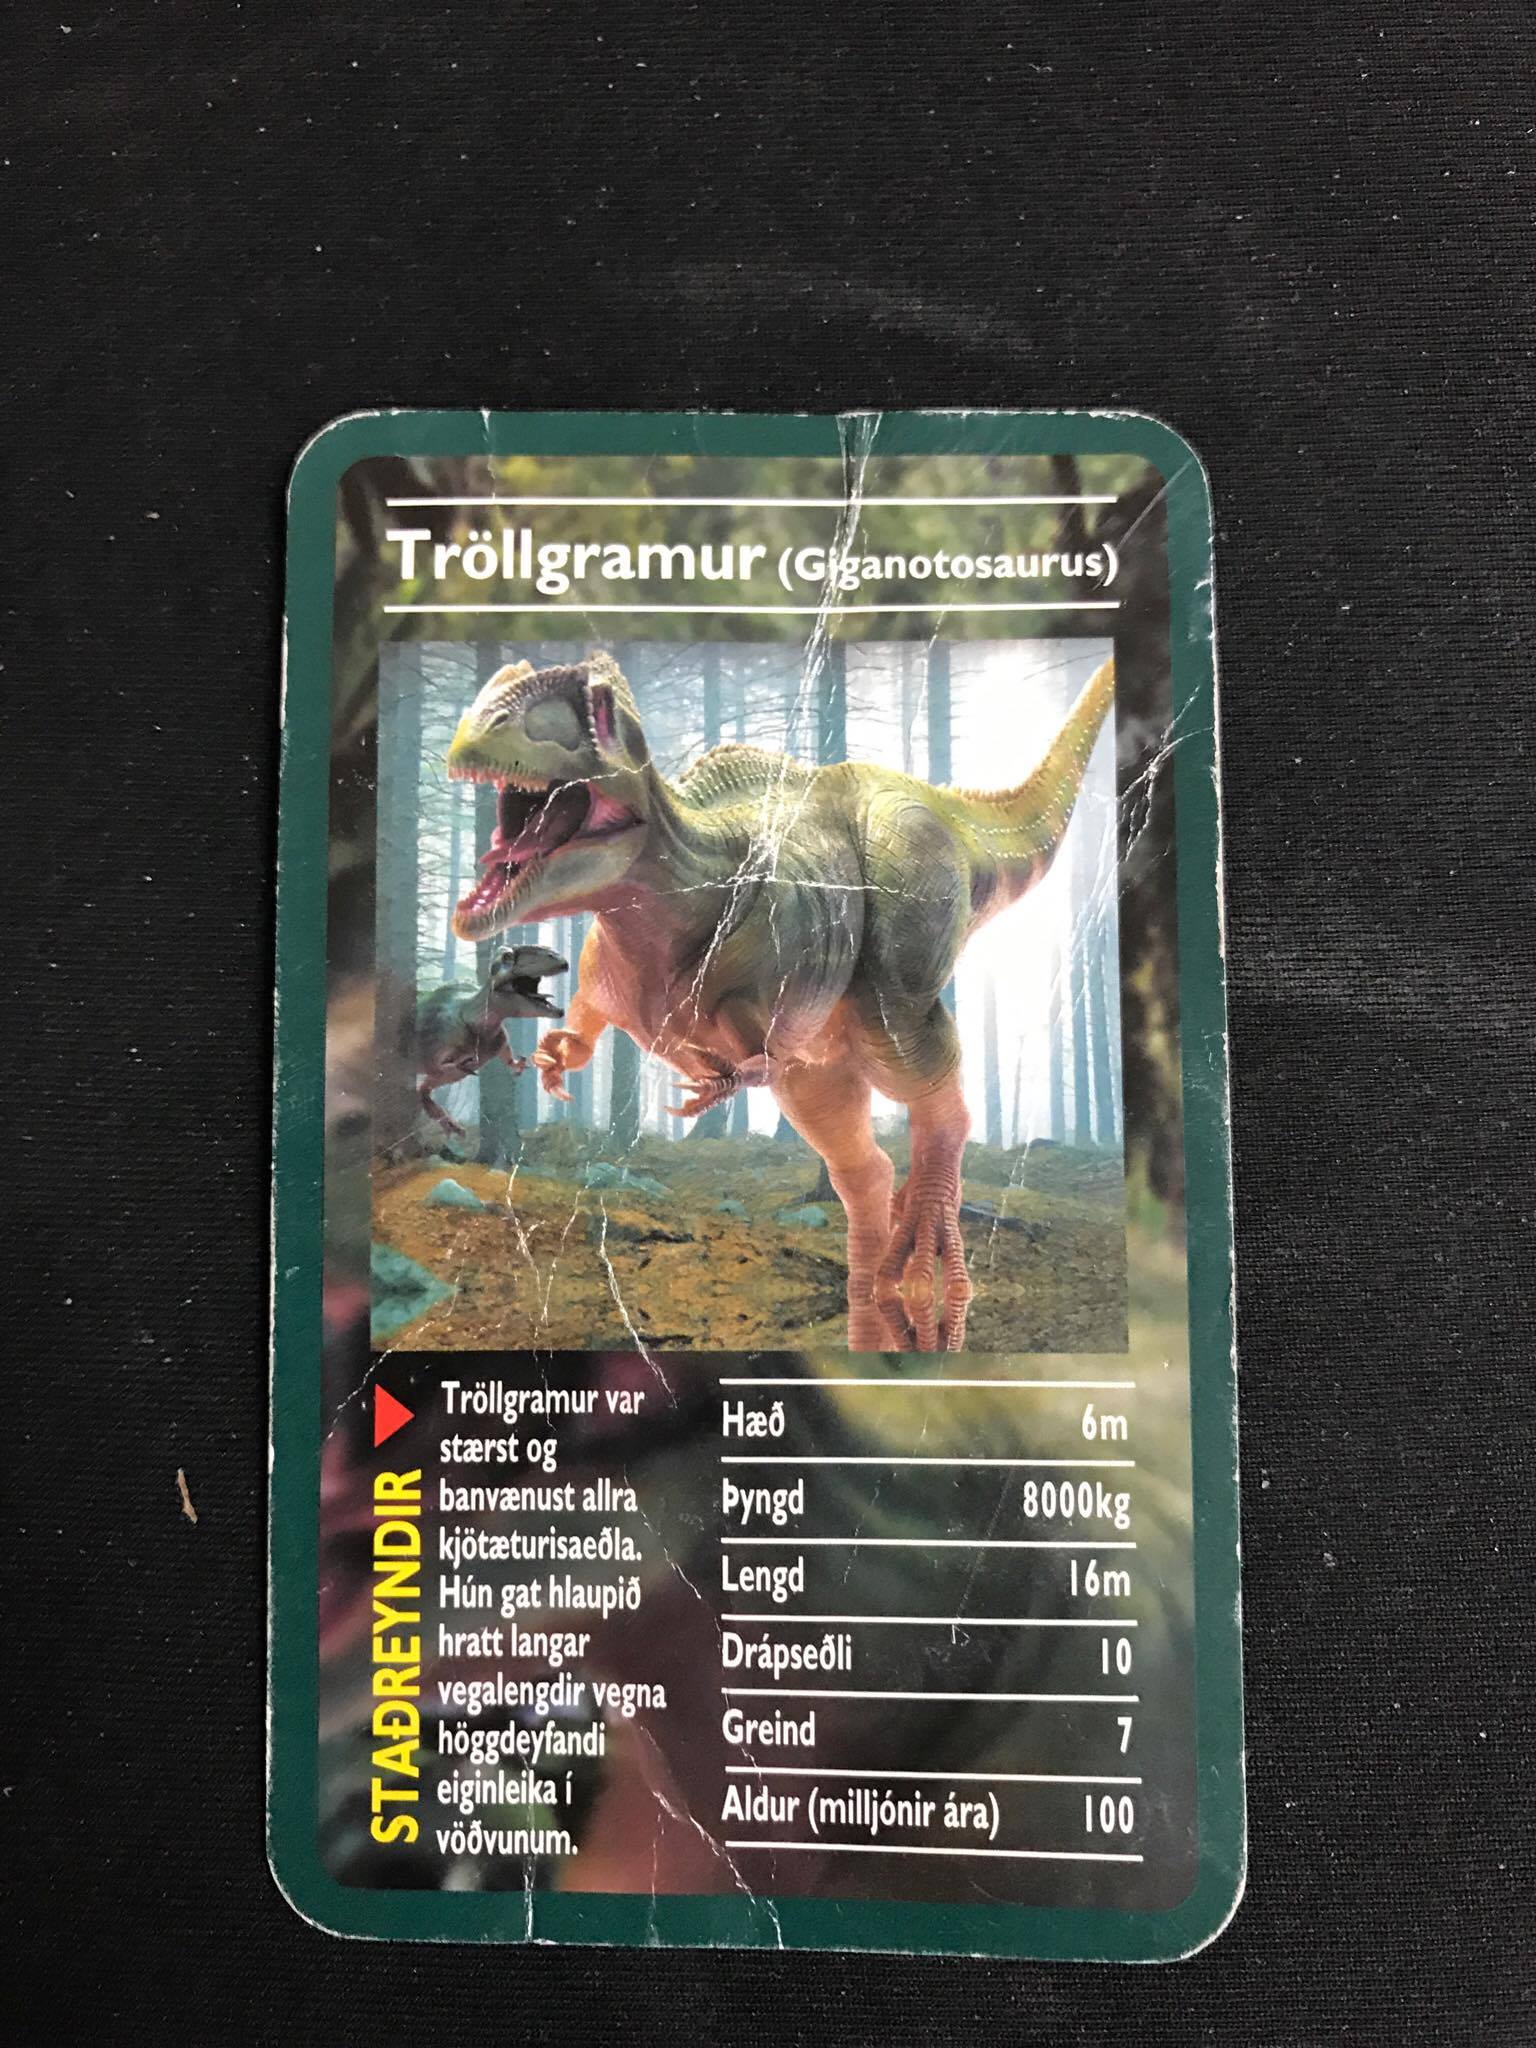 Tröllgramur (Giganotosaurus)
STAÐREYNDIR
Tröllgramur var
stærst og
banvænust allra
kjötæturisaeðla.
Hún gat hlaupið
hratt langar
vegalengdir vegna
höggdeyfandi
eiginleika í
vöðvunum.
Hæð 6m
Þyngd 8000kg
Lengd 16m
Drápseðli 10
Greind 7
Aldur (milljónir ára) 100